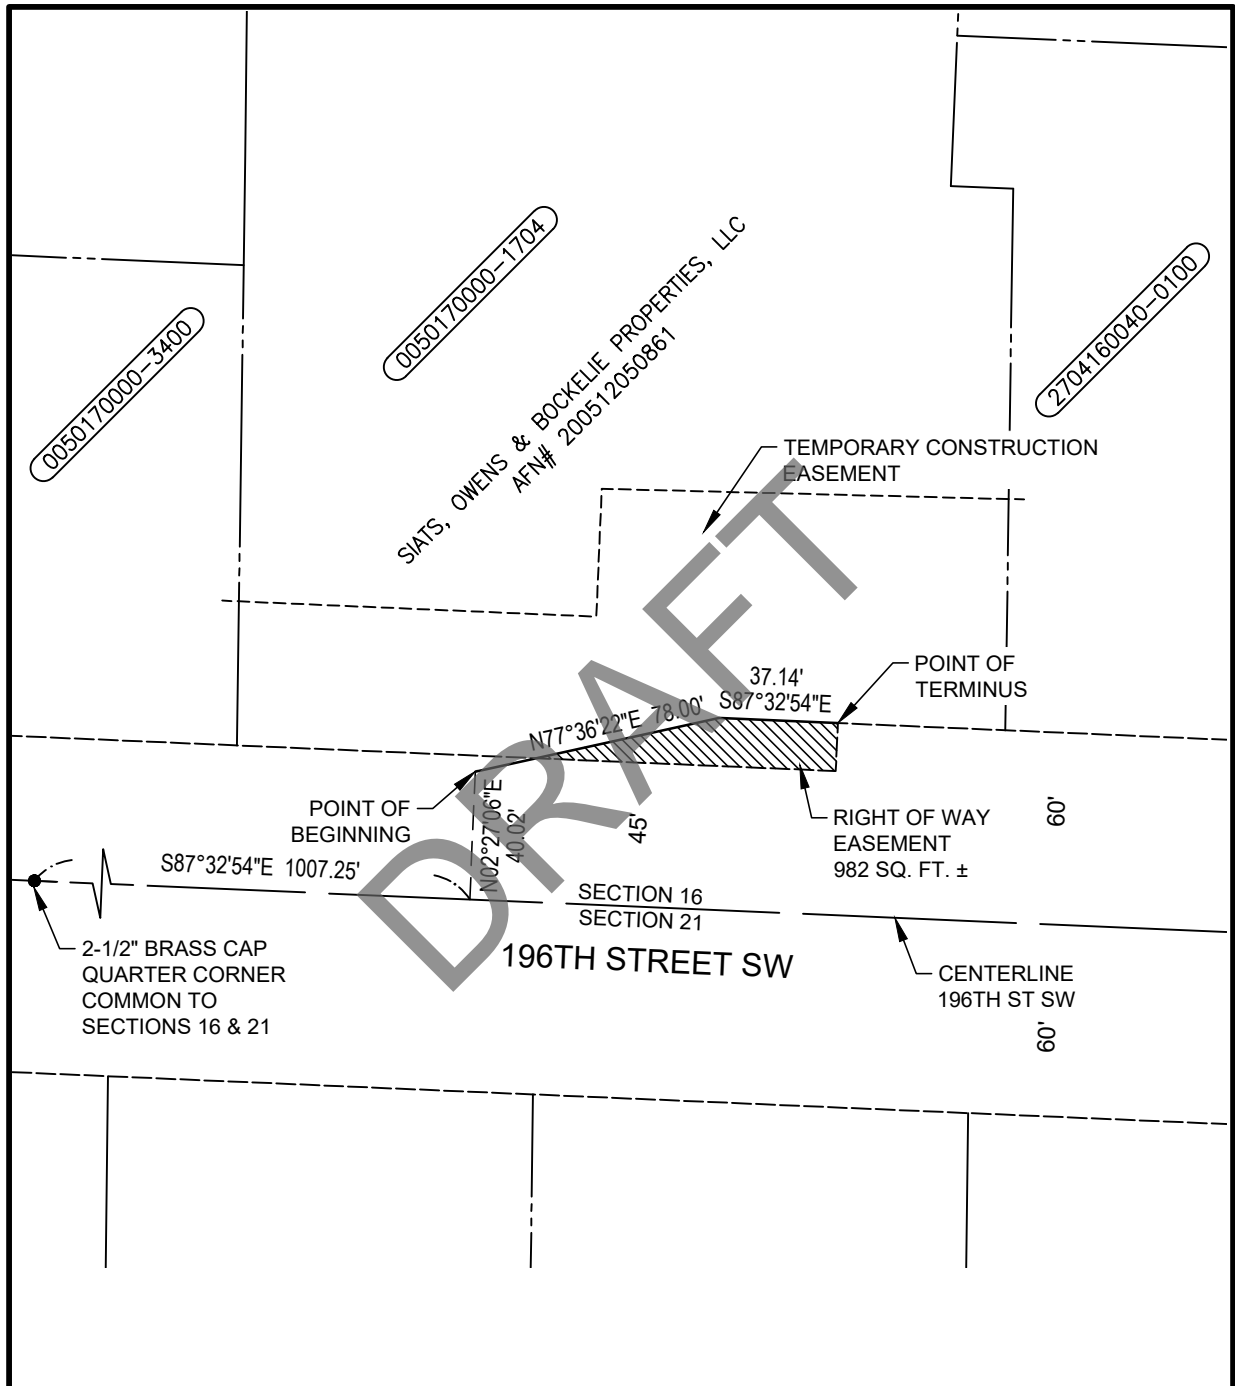 0050170000-3400
0050170000-1704
SIATS, OWENS & BOCKELIE PROPERTIES, LLC
AFN# 200512050861
2704160040-0100
TEMPORARY CONSTRUCTION
EASEMENT
POINT OF
TERMINUS
37.14'
S87°32'54"E
N77°36'22"E 78.00'
POINT OF
BEGINNING
N02°27'06"E
40.02'
45'
RIGHT OF WAY
EASEMENT
982 SQ. FT. ±
60'
S87°32'54"E 1007.25'
SECTION 16
SECTION 21
196TH STREET SW
2-1/2" BRASS CAP
QUARTER CORNER
COMMON TO
SECTIONS 16 & 21
CENTERLINE
196TH ST SW
60'
DRAFT